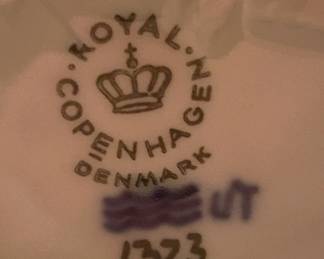 ROYAL
COPENHAGEN
DENMARK
1323